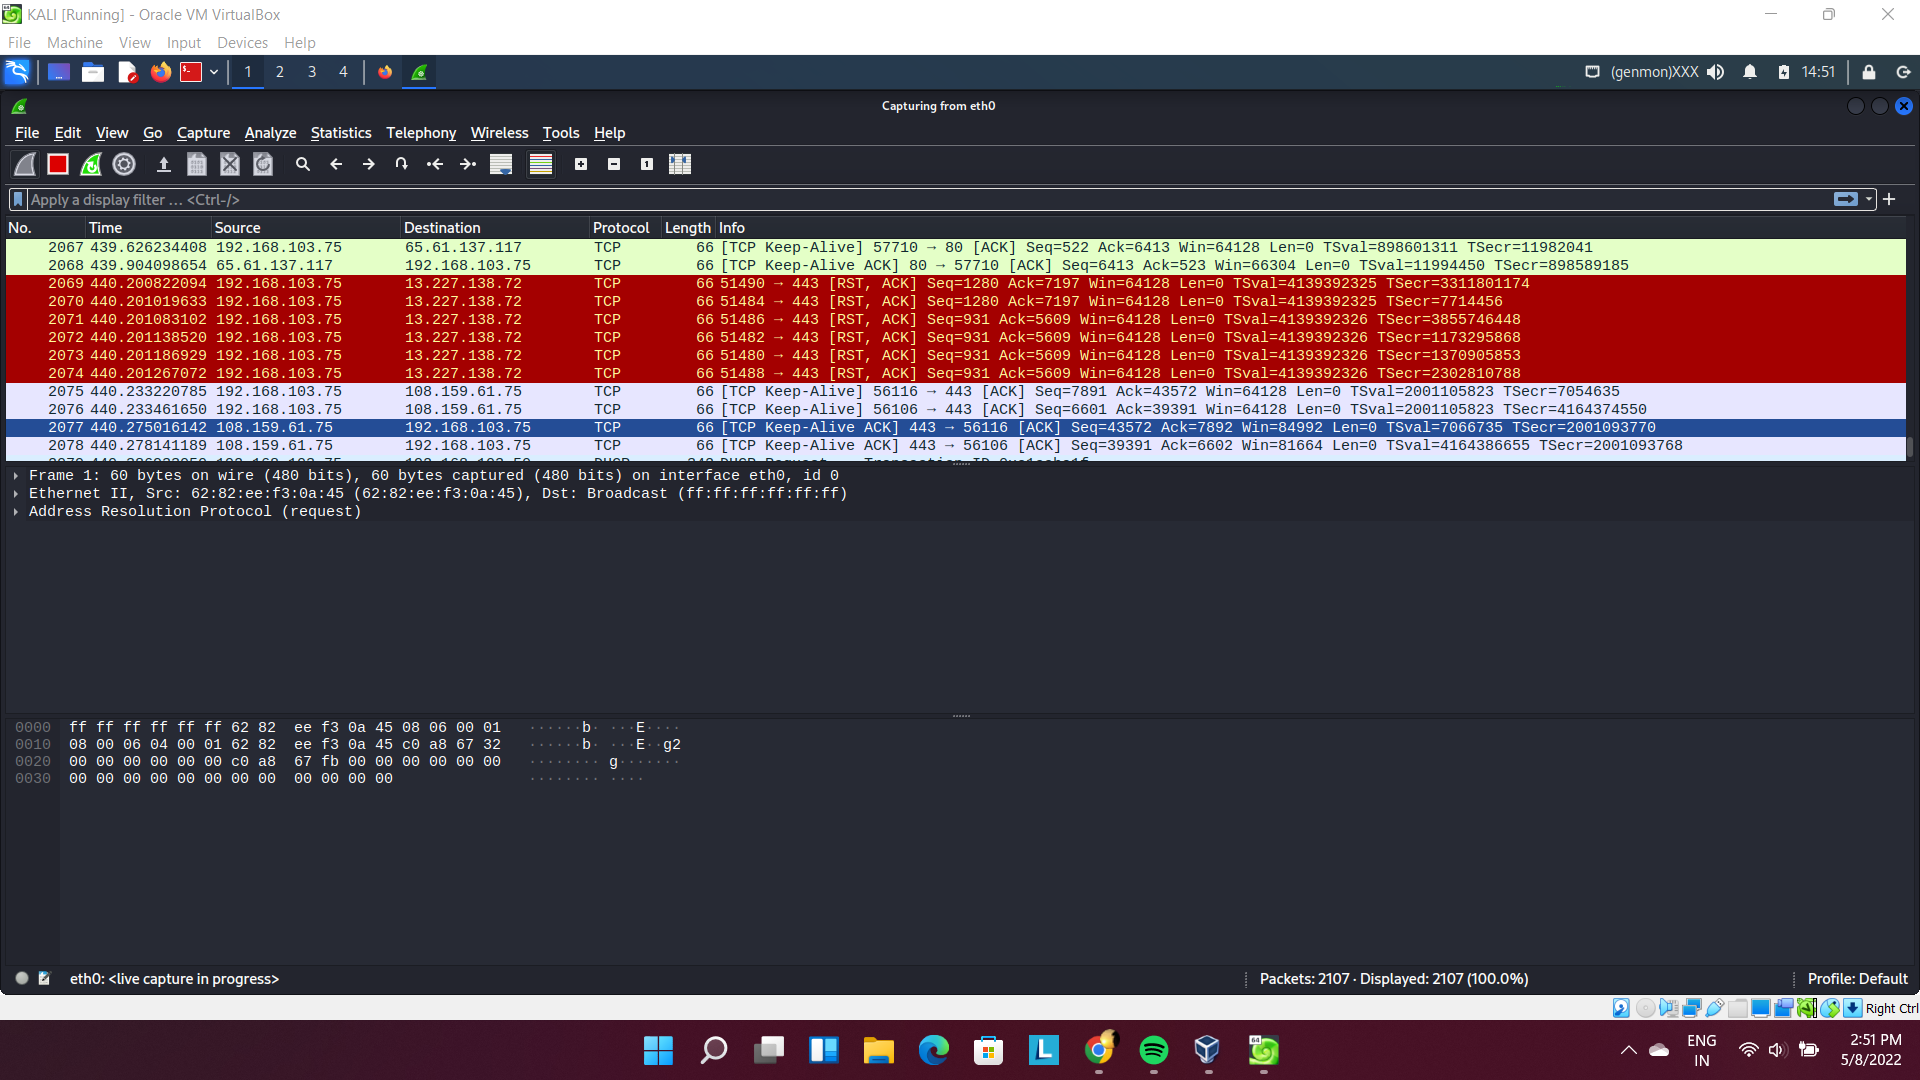 KALI [Running] - Oracle VM VirtualBox
File Machine View Input Devices Help
1 2 3 4 (genmon)XXX 14:51
Capturing from eth0
File Edit View Go Capture Analyze Statistics Telephony Wireless Tools Help
Apply a display filter … <Ctrl-/>
No. Time Source Destination Protocol Length Info
2067 439.626234408 192.168.103.75 65.61.137.117 TCP 66 [TCP Keep-Alive] 57710 → 80 [ACK] Seq=522 Ack=6413 Win=64128 Len=0 TSval=898601311 TSecr=11982041
2068 439.904098654 65.61.137.117 192.168.103.75 TCP 66 [TCP Keep-Alive ACK] 80 → 57710 [ACK] Seq=6413 Ack=523 Win=66304 Len=0 TSval=11994450 TSecr=898589185
2069 440.200822094 192.168.103.75 13.227.138.72 TCP 66 51490 → 443 [RST, ACK] Seq=1280 Ack=7197 Win=64128 Len=0 TSval=4139392325 TSecr=3311801174
2070 440.201019633 192.168.103.75 13.227.138.72 TCP 66 51484 → 443 [RST, ACK] Seq=1280 Ack=7197 Win=64128 Len=0 TSval=4139392325 TSecr=7714456
2071 440.201083102 192.168.103.75 13.227.138.72 TCP 66 51486 → 443 [RST, ACK] Seq=931 Ack=5609 Win=64128 Len=0 TSval=4139392326 TSecr=3855746448
2072 440.201138520 192.168.103.75 13.227.138.72 TCP 66 51482 → 443 [RST, ACK] Seq=931 Ack=5609 Win=64128 Len=0 TSval=4139392326 TSecr=1173295868
2073 440.201186929 192.168.103.75 13.227.138.72 TCP 66 51480 → 443 [RST, ACK] Seq=931 Ack=5609 Win=64128 Len=0 TSval=4139392326 TSecr=1370905853
2074 440.201267072 192.168.103.75 13.227.138.72 TCP 66 51488 → 443 [RST, ACK] Seq=931 Ack=5609 Win=64128 Len=0 TSval=4139392326 TSecr=2302810788
2075 440.233220785 192.168.103.75 108.159.61.75 TCP 66 [TCP Keep-Alive] 56116 → 443 [ACK] Seq=7891 Ack=43572 Win=64128 Len=0 TSval=2001105823 TSecr=7054635
2076 440.233461650 192.168.103.75 108.159.61.75 TCP 66 [TCP Keep-Alive] 56106 → 443 [ACK] Seq=6601 Ack=39391 Win=64128 Len=0 TSval=2001105823 TSecr=4164374550
2077 440.275016142 108.159.61.75 192.168.103.75 TCP 66 [TCP Keep-Alive ACK] 443 → 56116 [ACK] Seq=43572 Ack=7892 Win=84992 Len=0 TSval=7066735 TSecr=2001093770
2078 440.278141189 108.159.61.75 192.168.103.75 TCP 66 [TCP Keep-Alive ACK] 443 → 56106 [ACK] Seq=39391 Ack=6602 Win=81664 Len=0 TSval=4164386655 TSecr=2001093768
Frame 1: 60 bytes on wire (480 bits), 60 bytes captured (480 bits) on interface eth0, id 0
Ethernet II, Src: 62:82:ee:f3:0a:45 (62:82:ee:f3:0a:45), Dst: Broadcast (ff:ff:ff:ff:ff:ff)
Address Resolution Protocol (request)
0000 ff ff ff ff ff ff 62 82 ee f3 0a 45 08 06 00 01 ······b· ···E····
0010 08 00 06 04 00 01 62 82 ee f3 0a 45 c0 a8 67 32 ······b· ···E··g2
0020 00 00 00 00 00 00 c0 a8 67 fb 00 00 00 00 00 00 ········ g·······
0030 00 00 00 00 00 00 00 00 00 00 00 00 ········ ····
eth0: <live capture in progress> Packets: 2107 · Displayed: 2107 (100.0%) Profile: Default
Right Ctrl
ENG 2:51 PM
IN 5/8/2022